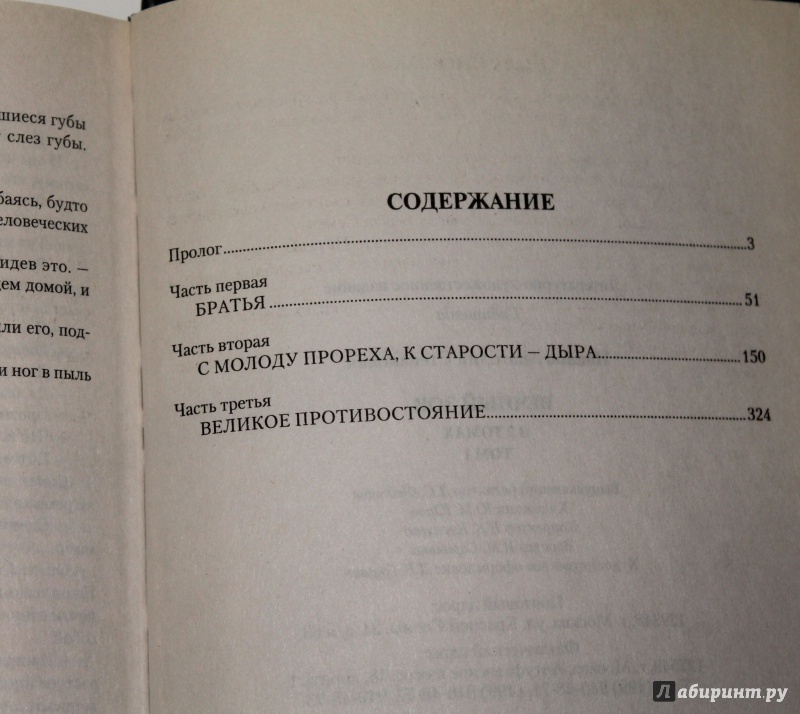 шиеся губы
слез губы.
баясь, будто
еловеческих
идев это. —
ем домой, и
ли его, под-
и ног в пыль
СОДЕРЖАНИЕ
Пролог 3
Часть первая
БРАТЬЯ 51
Часть вторая
С МОЛОДУ ПРОРЕХА, К СТАРОСТИ — ДЫРА 150
Часть третья
ВЕЛИКОЕ ПРОТИВОСТОЯНИЕ 324
Лабиринт.ру